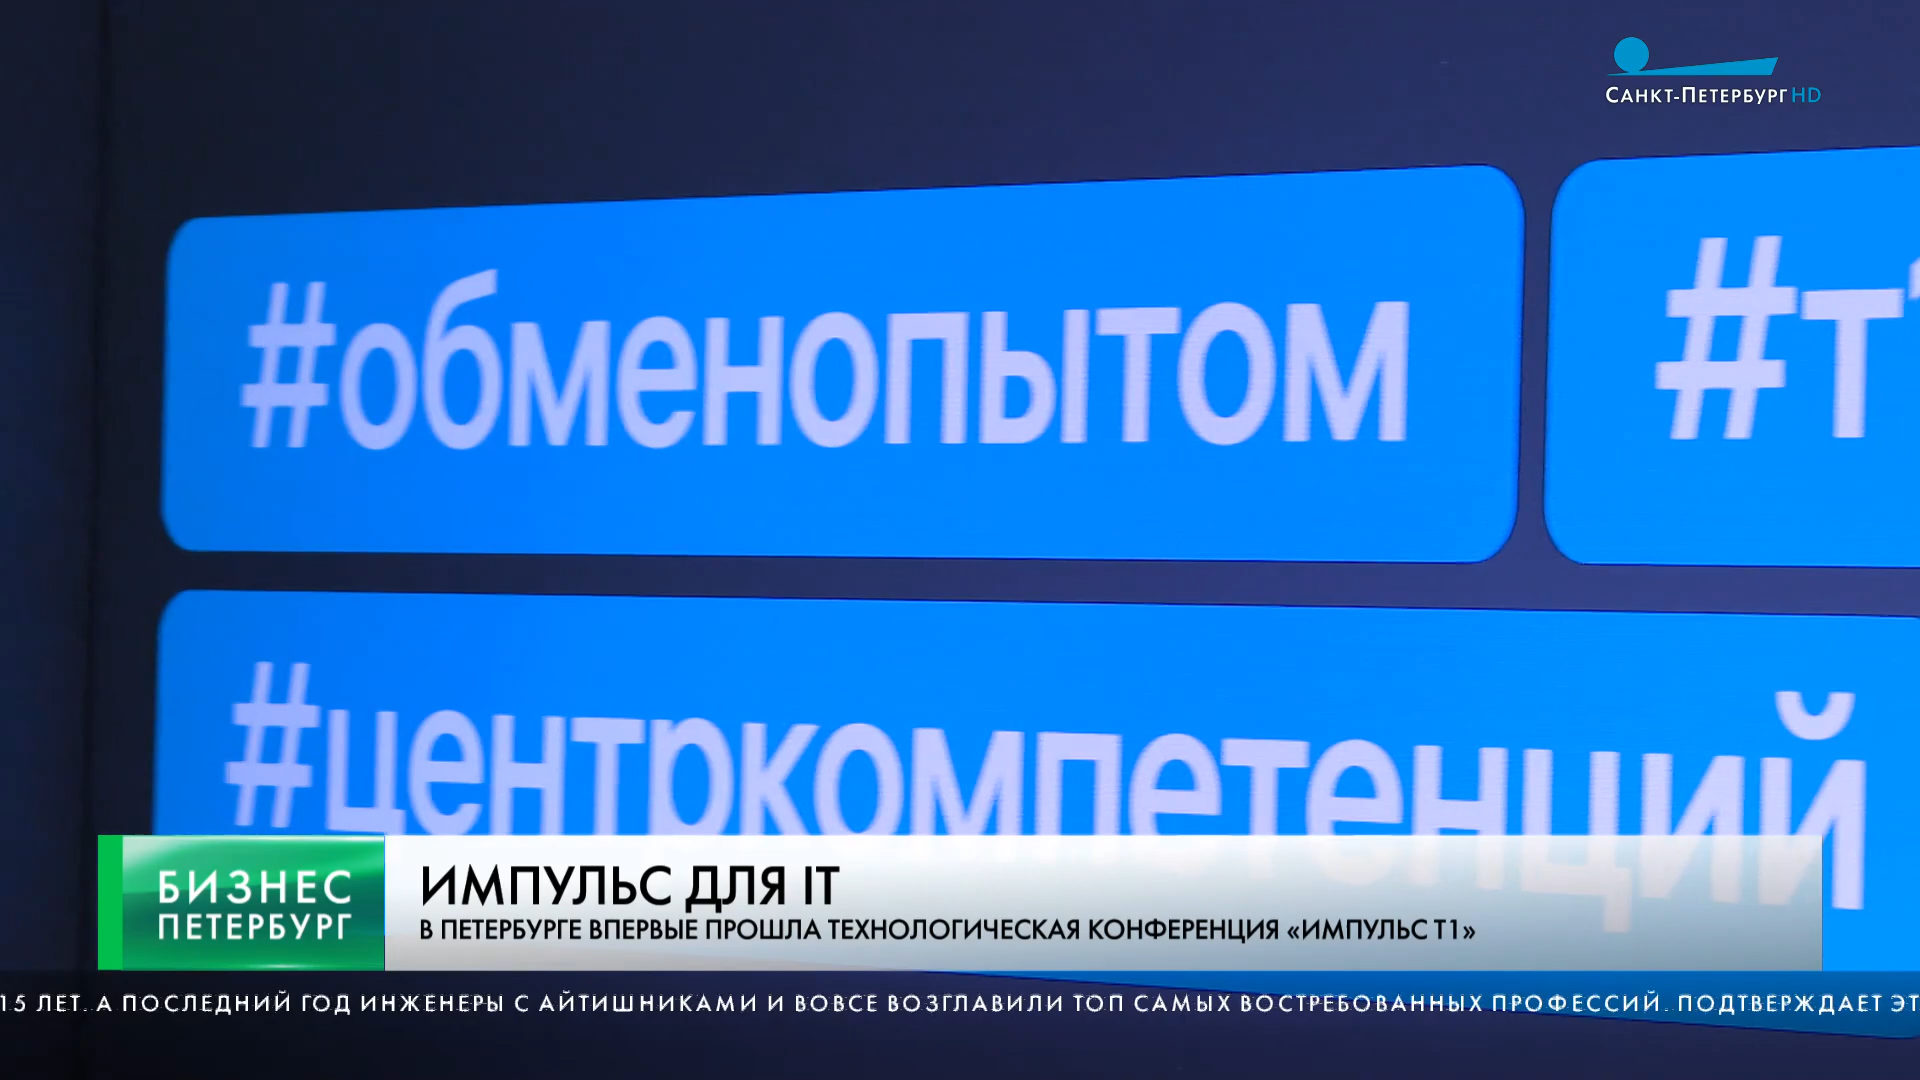 САНКТ-ПЕТЕРБУРГ HD
#обменопытом
#т
#центркомпетенций
БИЗНЕС
ПЕТЕРБУРГ
ИМПУЛЬС ДЛЯ IT
В ПЕТЕРБУРГЕ ВПЕРВЫЕ ПРОШЛА ТЕХНОЛОГИЧЕСКАЯ КОНФЕРЕНЦИЯ «ИМПУЛЬС Т1»
15 ЛЕТ. А ПОСЛЕДНИЙ ГОД ИНЖЕНЕРЫ С АЙТИШНИКАМИ И ВОВСЕ ВОЗГЛАВИЛИ ТОП САМЫХ ВОСТРЕБОВАННЫХ ПРОФЕССИЙ. ПОДТВЕРЖДАЕТ ЭТ